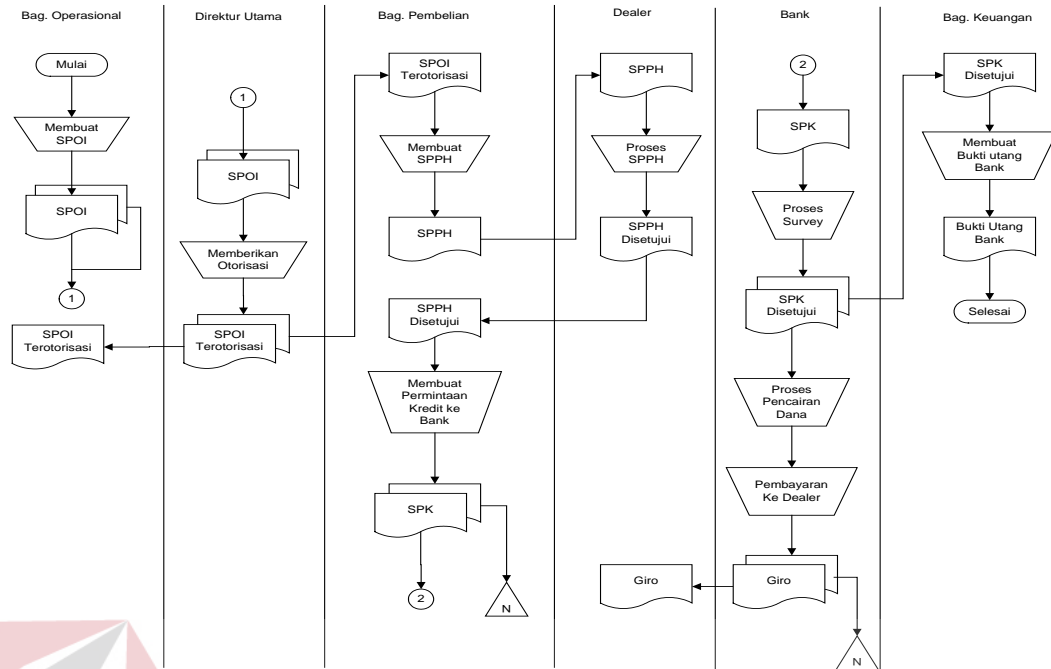 Bag. Operasional
Direktur Utama
Bag. Pembelian
Dealer
Bank
Bag. Keuangan
Mulai
Membuat
SPOI
SPOI
1
SPOI
Terotorisasi
1
SPOI
Memberikan
Otorisasi
SPOI
Terotorisasi
SPOI
Terotorisasi
Membuat
SPPH
SPPH
SPPH
Disetujui
Membuat
Permintaan
Kredit ke
Bank
SPK
2
N
SPPH
Proses
SPPH
SPPH
Disetujui
Giro
2
SPK
Proses
Survey
SPK
Disetujui
Proses
Pencairan
Dana
Pembayaran
Ke Dealer
Giro
N
SPK
Disetujui
Membuat
Bukti utang
Bank
Bukti Utang
Bank
Selesai